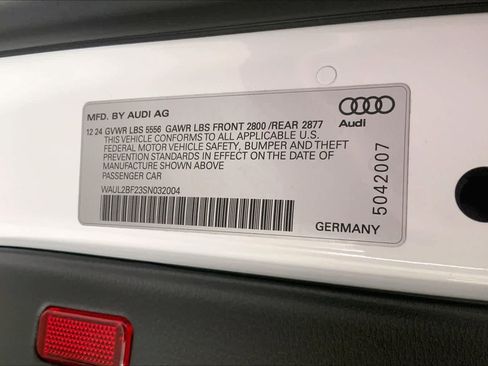 MFD. BY AUDI AG
12 24 GVWR LBS 5556 GAWR LBS FRONT 2800 /REAR 2877
THIS VEHICLE CONFORMS TO ALL APPLICABLE U.S.
FEDERAL MOTOR VEHICLE SAFETY, BUMPER AND THEFT
PREVENTION STANDARDS IN EFFECT ON THE DATE OF
MANUFACTURE SHOWN ABOVE
PASSENGER CAR
WAUL2BF23SN032004
Audi
5042007
GERMANY